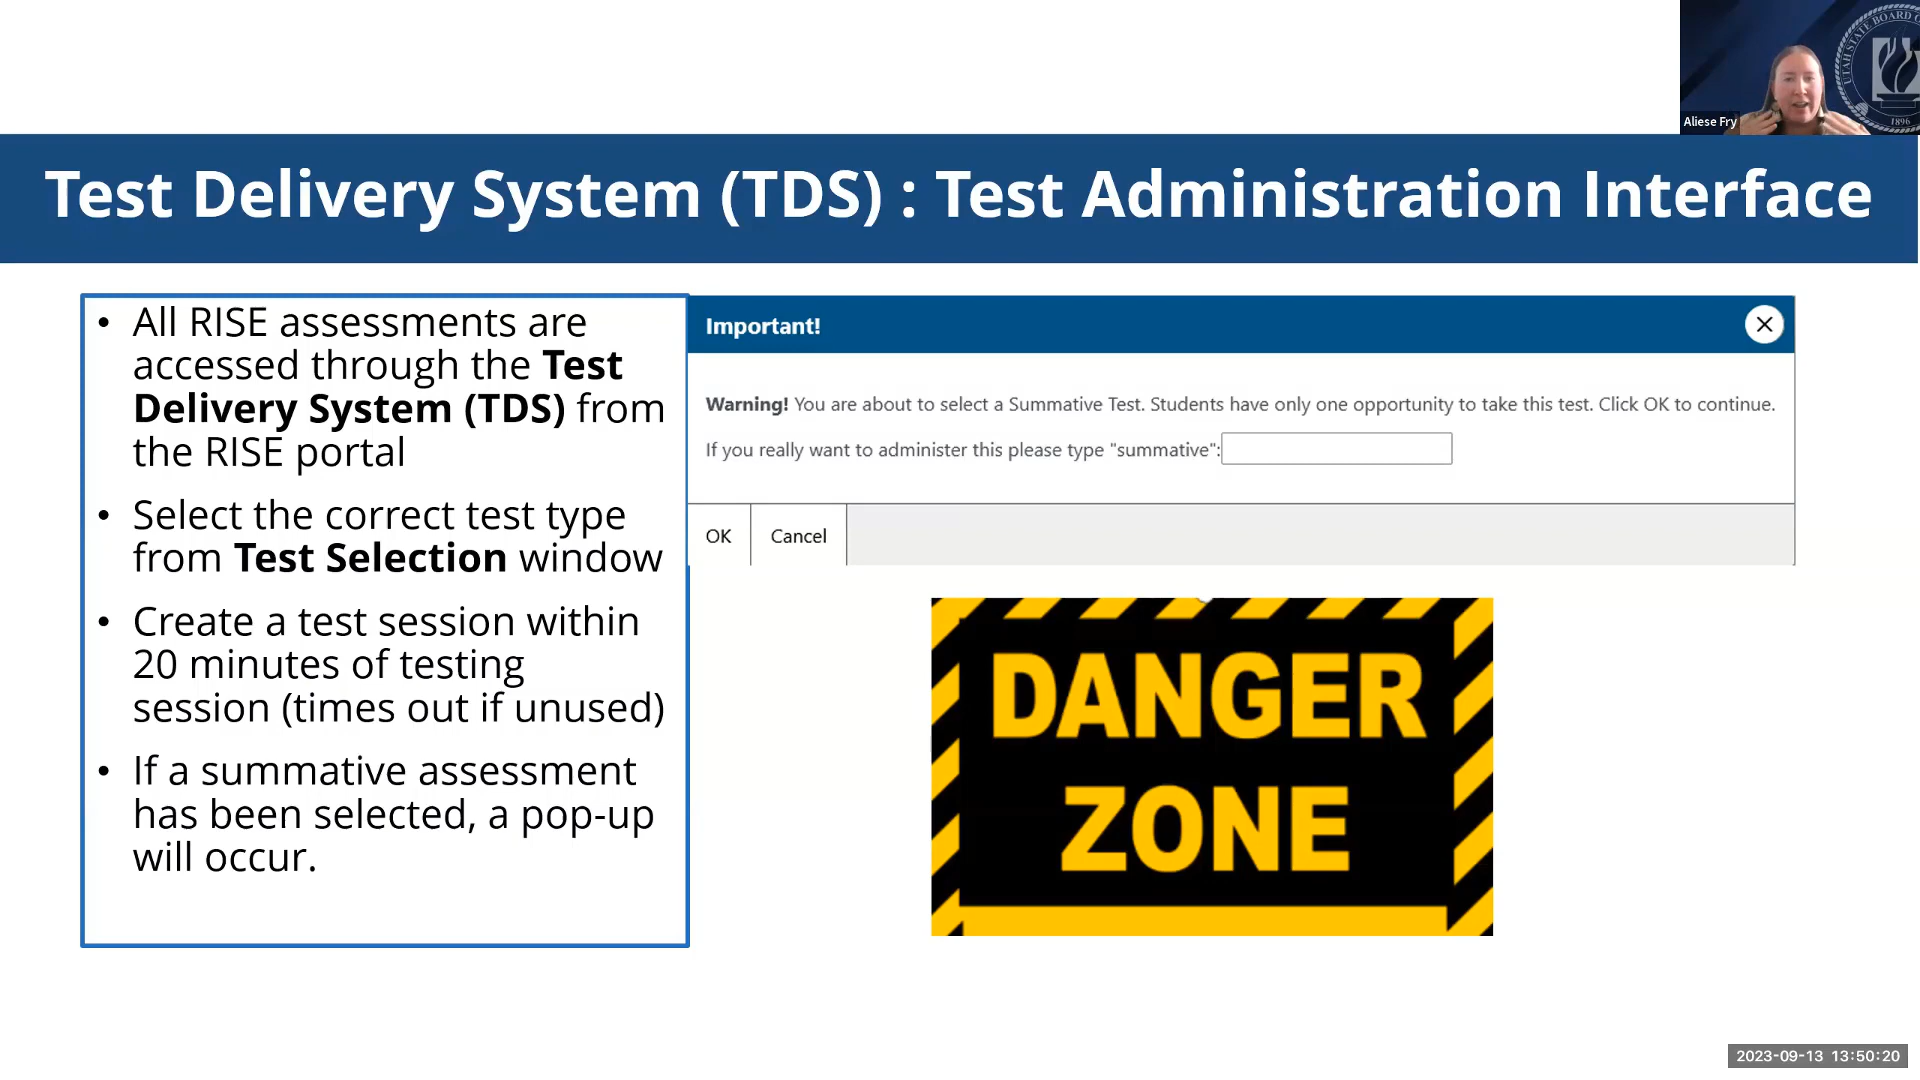 UTAH STATE BOARD
1896
Aliese Fry
Test Delivery System (TDS) : Test Administration Interface
• All RISE assessments are
accessed through the Test
Delivery System (TDS) from
the RISE portal
• Select the correct test type
from Test Selection window
• Create a test session within
20 minutes of testing
session (times out if unused)
• If a summative assessment
has been selected, a pop-up
will occur.
Important!
Warning! You are about to select a Summative Test. Students have only one opportunity to take this test. Click OK to continue.
If you really want to administer this please type "summative":
OK
Cancel
DANGER
ZONE
2023-09-13 13:50:20